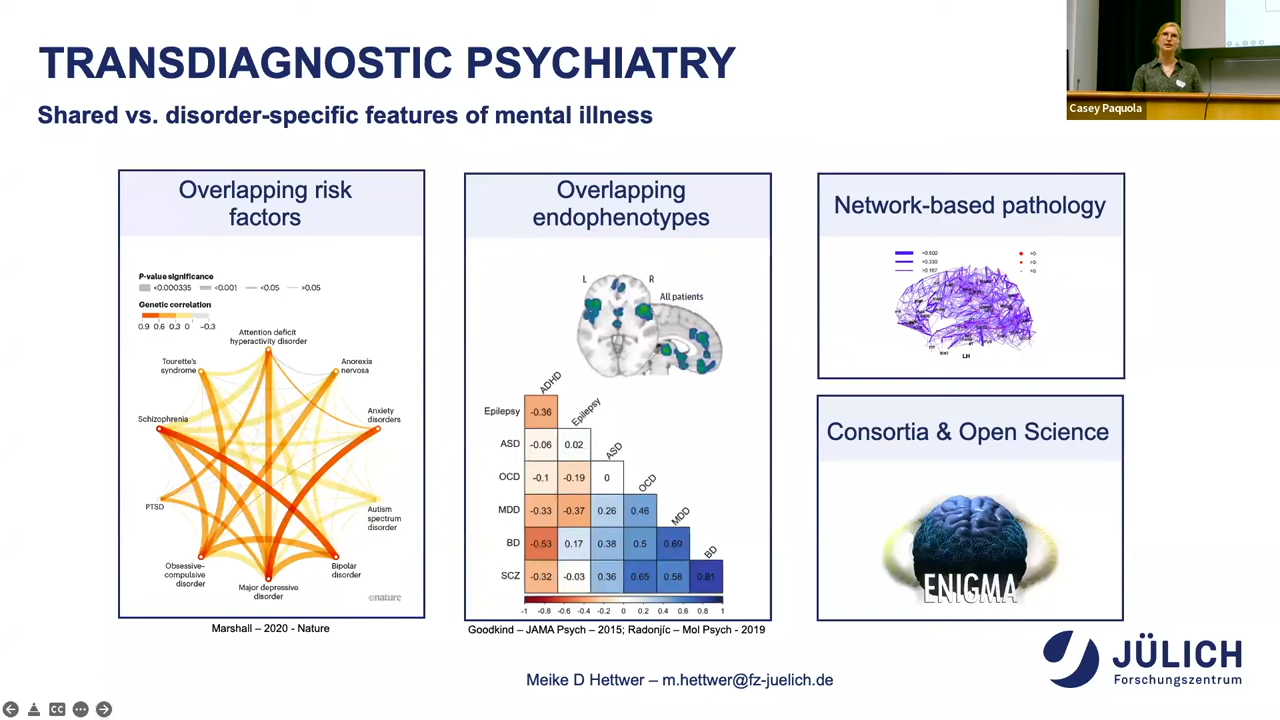 TRANSDIAGNOSTIC PSYCHIATRY
Shared vs. disorder-specific features of mental illness
Casey Paquola
Overlapping risk
factors
P-value significance
<0.000335 <0.001 <0.05 >0.05
Genetic correlation
0.9 0.6 0.3 0 −0.3
Attention deficit
hyperactivity disorder
Tourette's
syndrome
Anorexia
nervosa
Schizophrenia
Anxiety
disorders
PTSD
Autism
spectrum
disorder
Obsessive–
compulsive
disorder
Bipolar
disorder
Major depressive
disorder
©nature
Marshall – 2020 - Nature
Overlapping
endophenotypes
L R
All patients
ADHD
Epilepsy -0.36 Epilepsy
ASD -0.06 0.02 ASD
OCD -0.1 -0.19 0 OCD
MDD -0.33 -0.37 0.26 0.46 MDD
BD -0.53 0.17 0.38 0.5 0.69 BD
SCZ -0.32 -0.03 0.36 0.65 0.58 0.81
-1 -0.8 -0.6 -0.4 -0.2 0 0.2 0.4 0.6 0.8 1
Goodkind – JAMA Psych – 2015; Radonjíc – Mol Psych - 2019
Network-based pathology
>0.500
>0.330
>0.167
LH
Consortia & Open Science
ENIGMA
Meike D Hettwer – m.hettwer@fz-juelich.de
JÜLICH
Forschungszentrum
CC